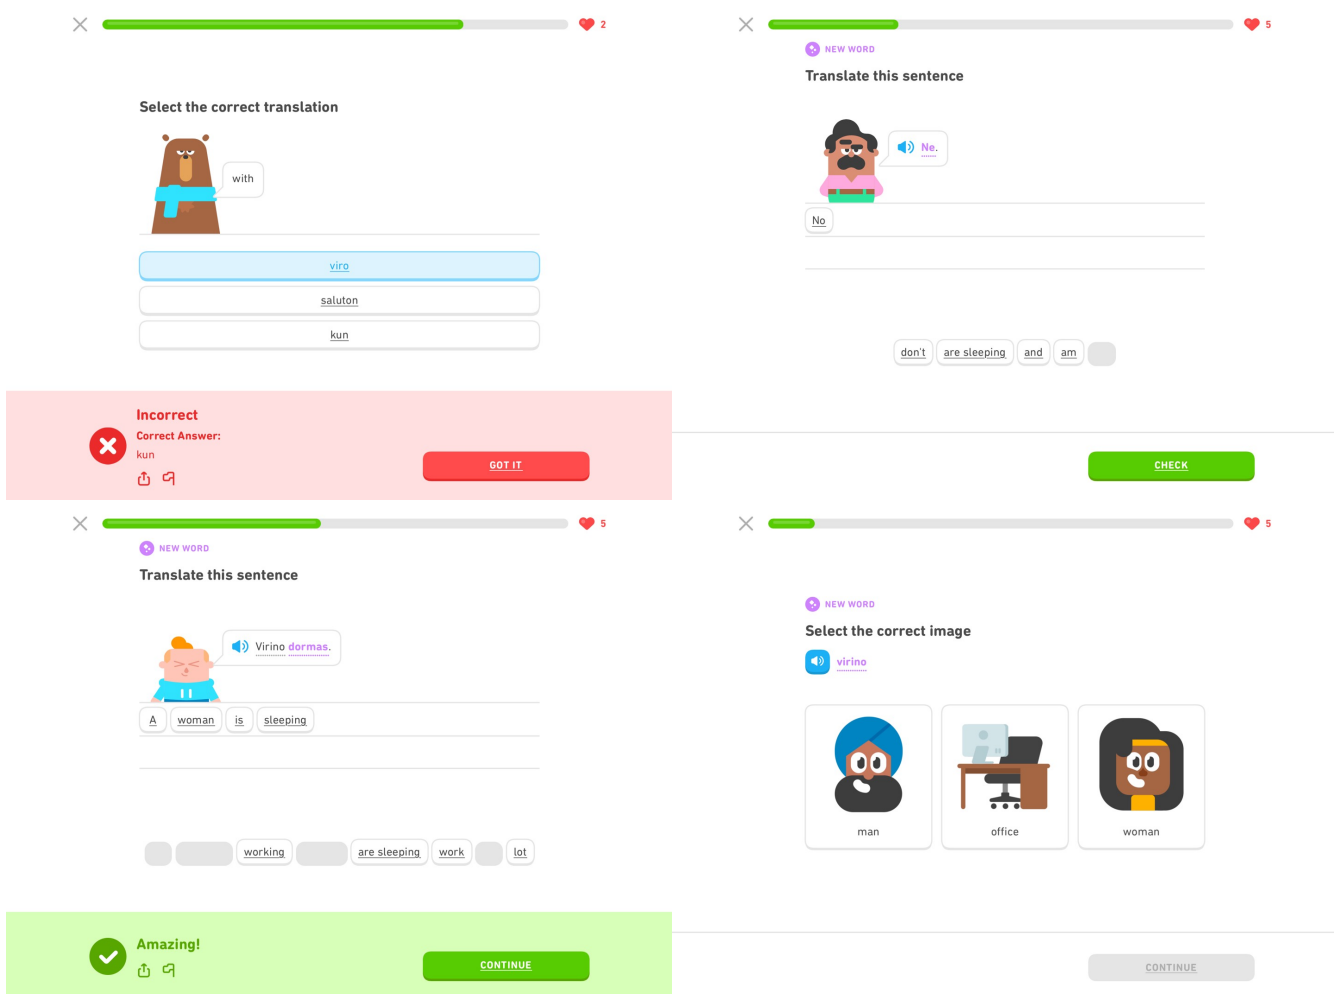 2
Select the correct translation
with
viro
saluton
kun
Incorrect
Correct Answer:
kun
GOT IT
5
NEW WORD
Translate this sentence
Ne.
No
don't are sleeping and am
CHECK
5
NEW WORD
Translate this sentence
Virino dormas.
A woman is sleeping
working are sleeping work lot
Amazing!
CONTINUE
5
NEW WORD
Select the correct image
virino
man office woman
CONTINUE